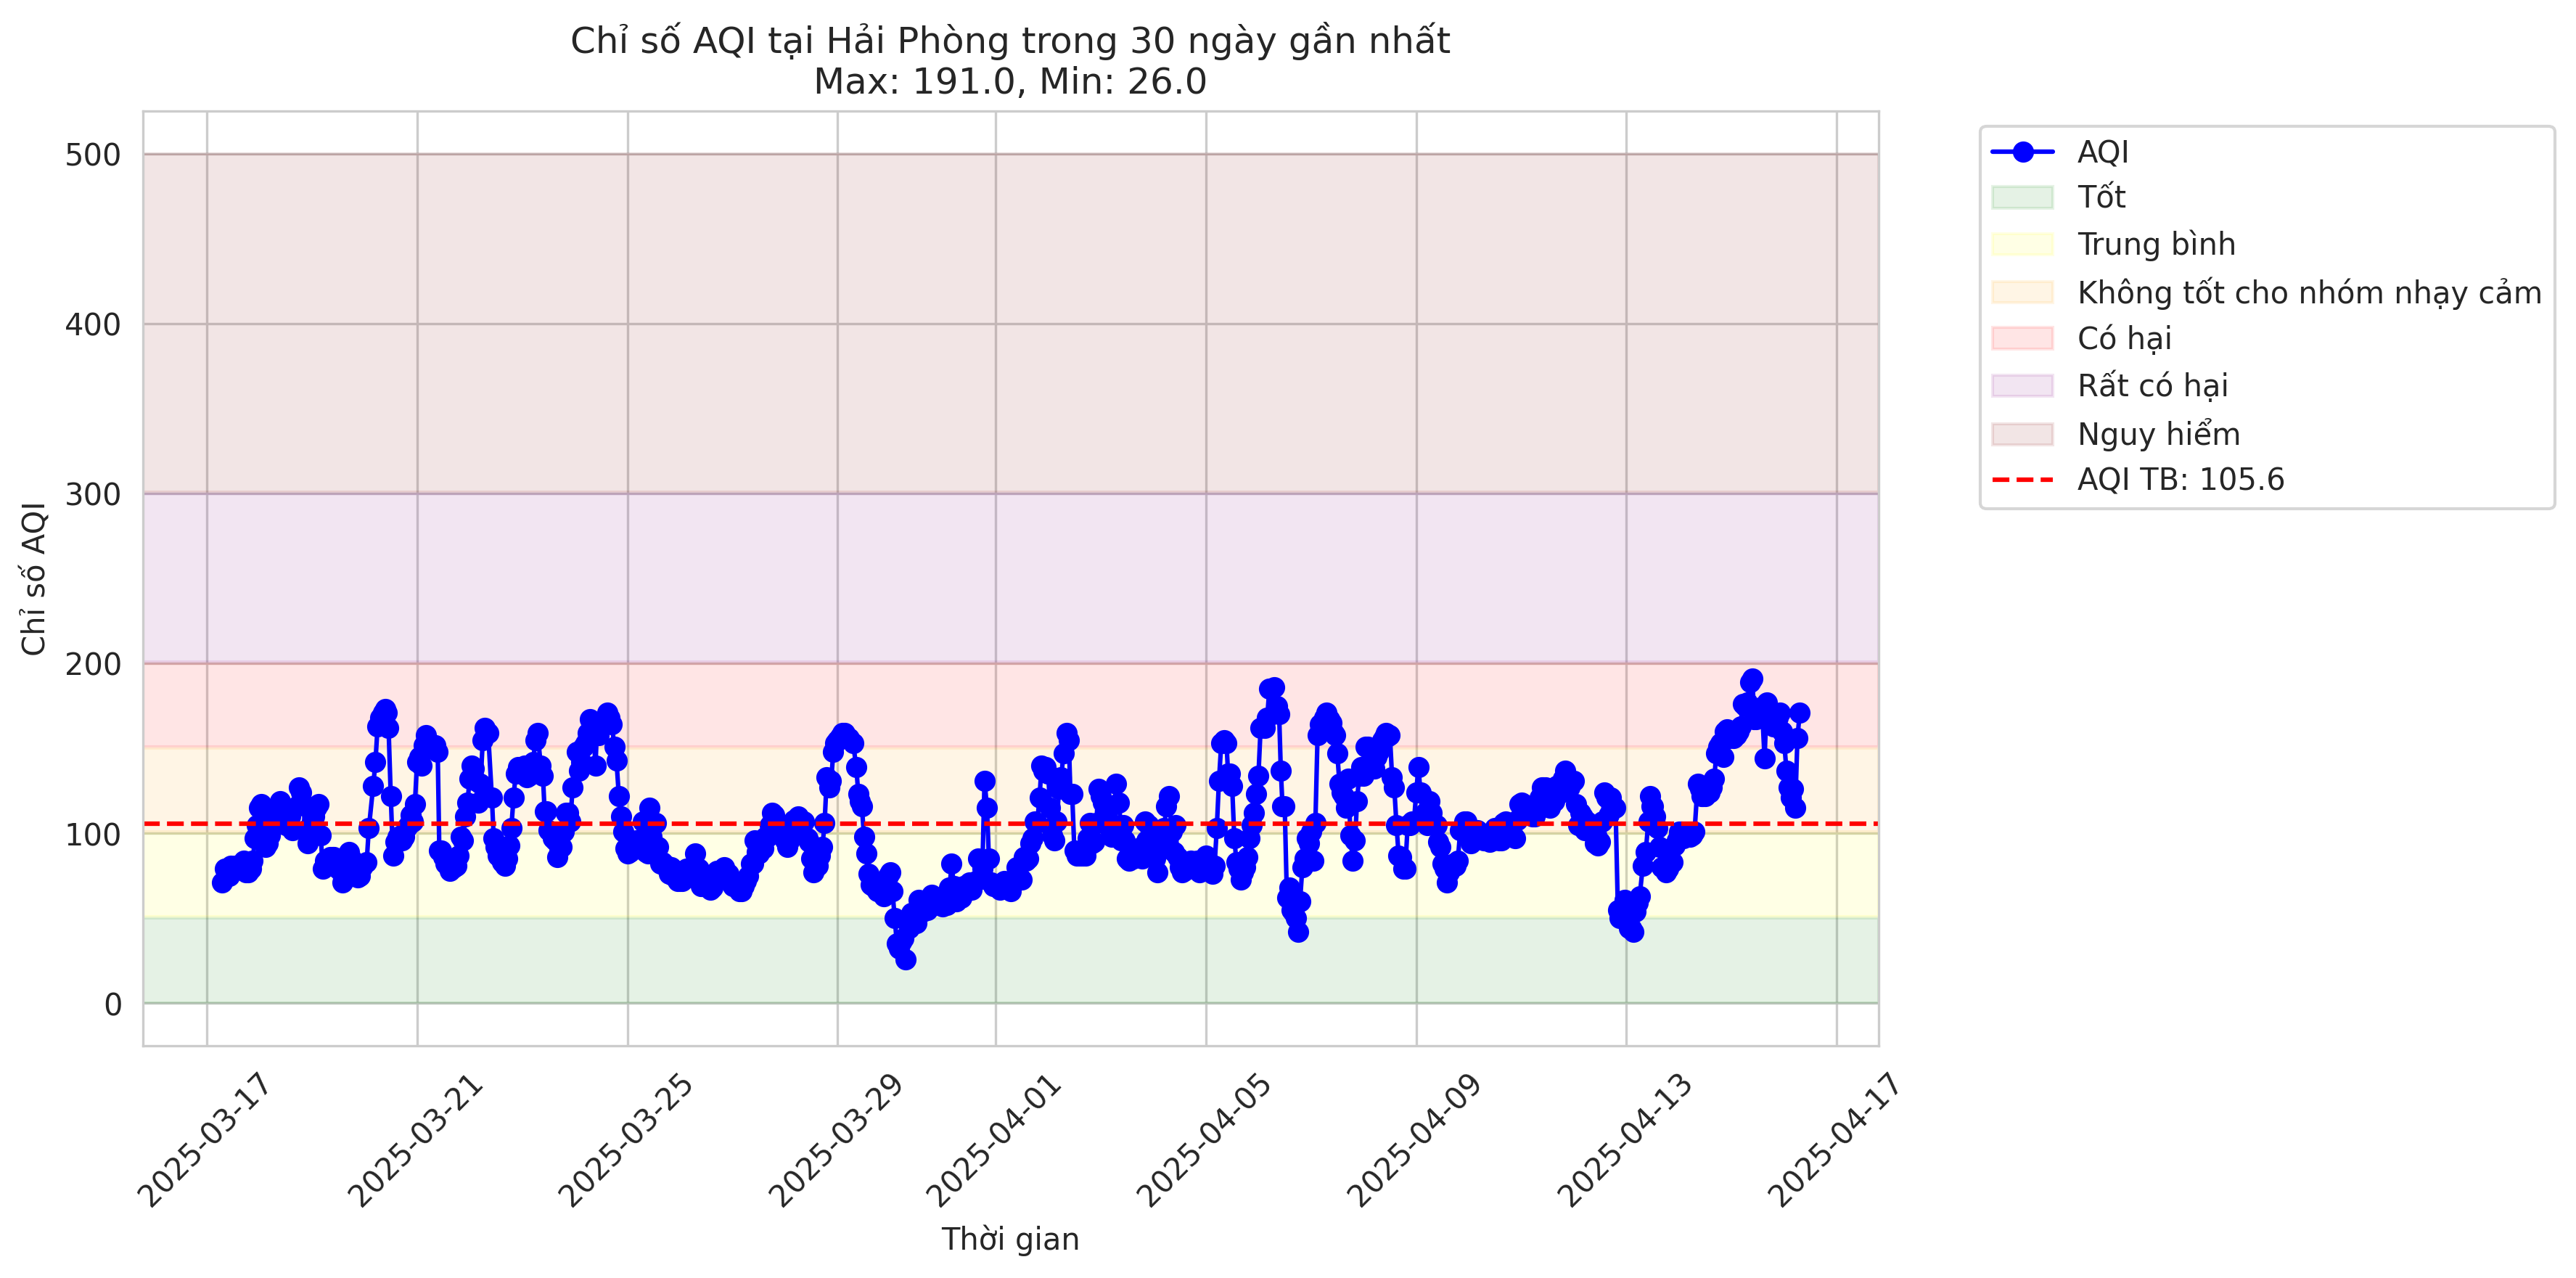 Chỉ số AQI tại Hải Phòng trong 30 ngày gần nhất
Max: 191.0, Min: 26.0
Chỉ số AQI
500
400
300
200
100
0
2025-03-17
2025-03-21
2025-03-25
2025-03-29
2025-04-01
2025-04-05
2025-04-09
2025-04-13
2025-04-17
Thời gian
AQI
Tốt
Trung bình
Không tốt cho nhóm nhạy cảm
Có hại
Rất có hại
Nguy hiểm
AQI TB: 105.6